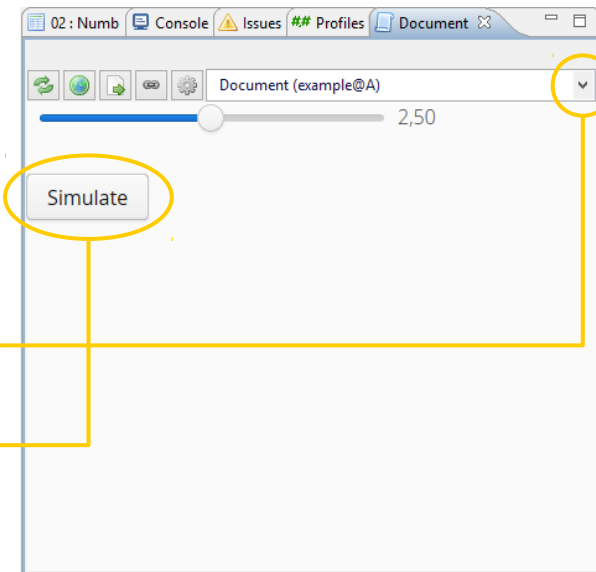 02 : Numb Console Issues Profiles Document
Document (example@A)
2,50
Simulate